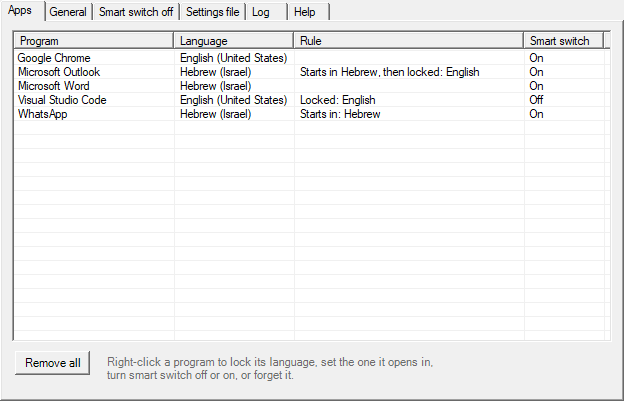 Apps General Smart switch off Settings file Log Help
Program Language Rule Smart switch
Google Chrome English (United States) On
Microsoft Outlook Hebrew (Israel) Starts in Hebrew, then locked: English On
Microsoft Word Hebrew (Israel) On
Visual Studio Code English (United States) Locked: English Off
WhatsApp Hebrew (Israel) Starts in: Hebrew On
Remove all
Right-click a program to lock its language, set the one it opens in,
turn smart switch off or on, or forget it.